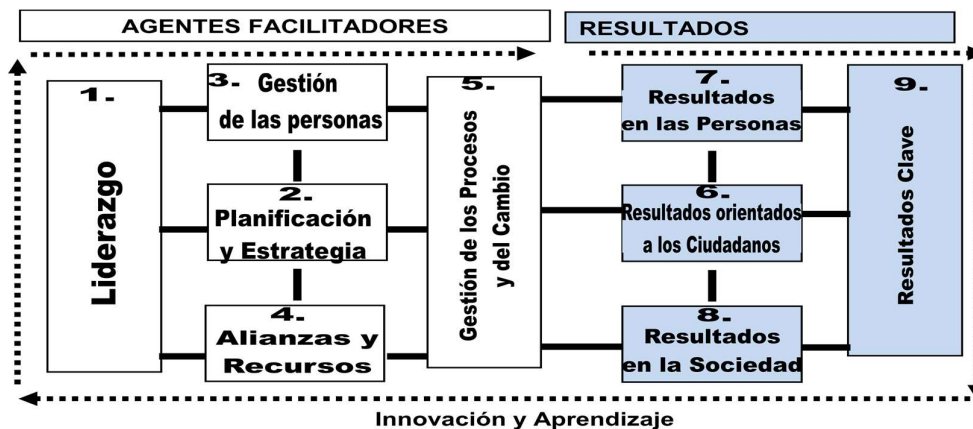 AGENTES FACILITADORES
RESULTADOS
1.
Liderazgo
3. Gestión
de las personas
2.
Planificación
y Estrategia
4.
Alianzas y
Recursos
5.
Gestión de los Procesos
y del Cambio
7.
Resultados
en las Personas
6.
Resultados orientados
a los Ciudadanos
8.
Resultados
en la Sociedad
9.
Resultados Clave
Innovación y Aprendizaje